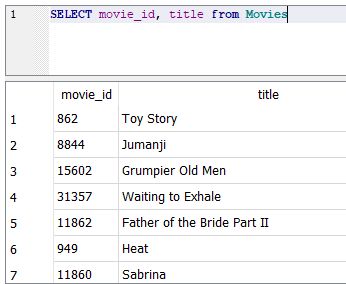 1 SELECT movie_id, title from Movies
movie_id title
1 862 Toy Story
2 8844 Jumanji
3 15602 Grumpier Old Men
4 31357 Waiting to Exhale
5 11862 Father of the Bride Part II
6 949 Heat
7 11860 Sabrina